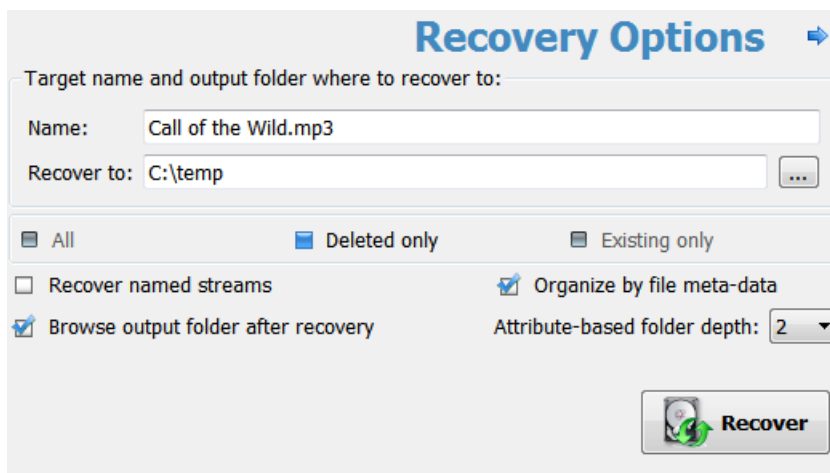 Recovery Options
Target name and output folder where to recover to:
Name: Call of the Wild.mp3
Recover to: C:\temp ...
All Deleted only Existing only
Recover named streams Organize by file meta-data
Browse output folder after recovery Attribute-based folder depth: 2
Recover